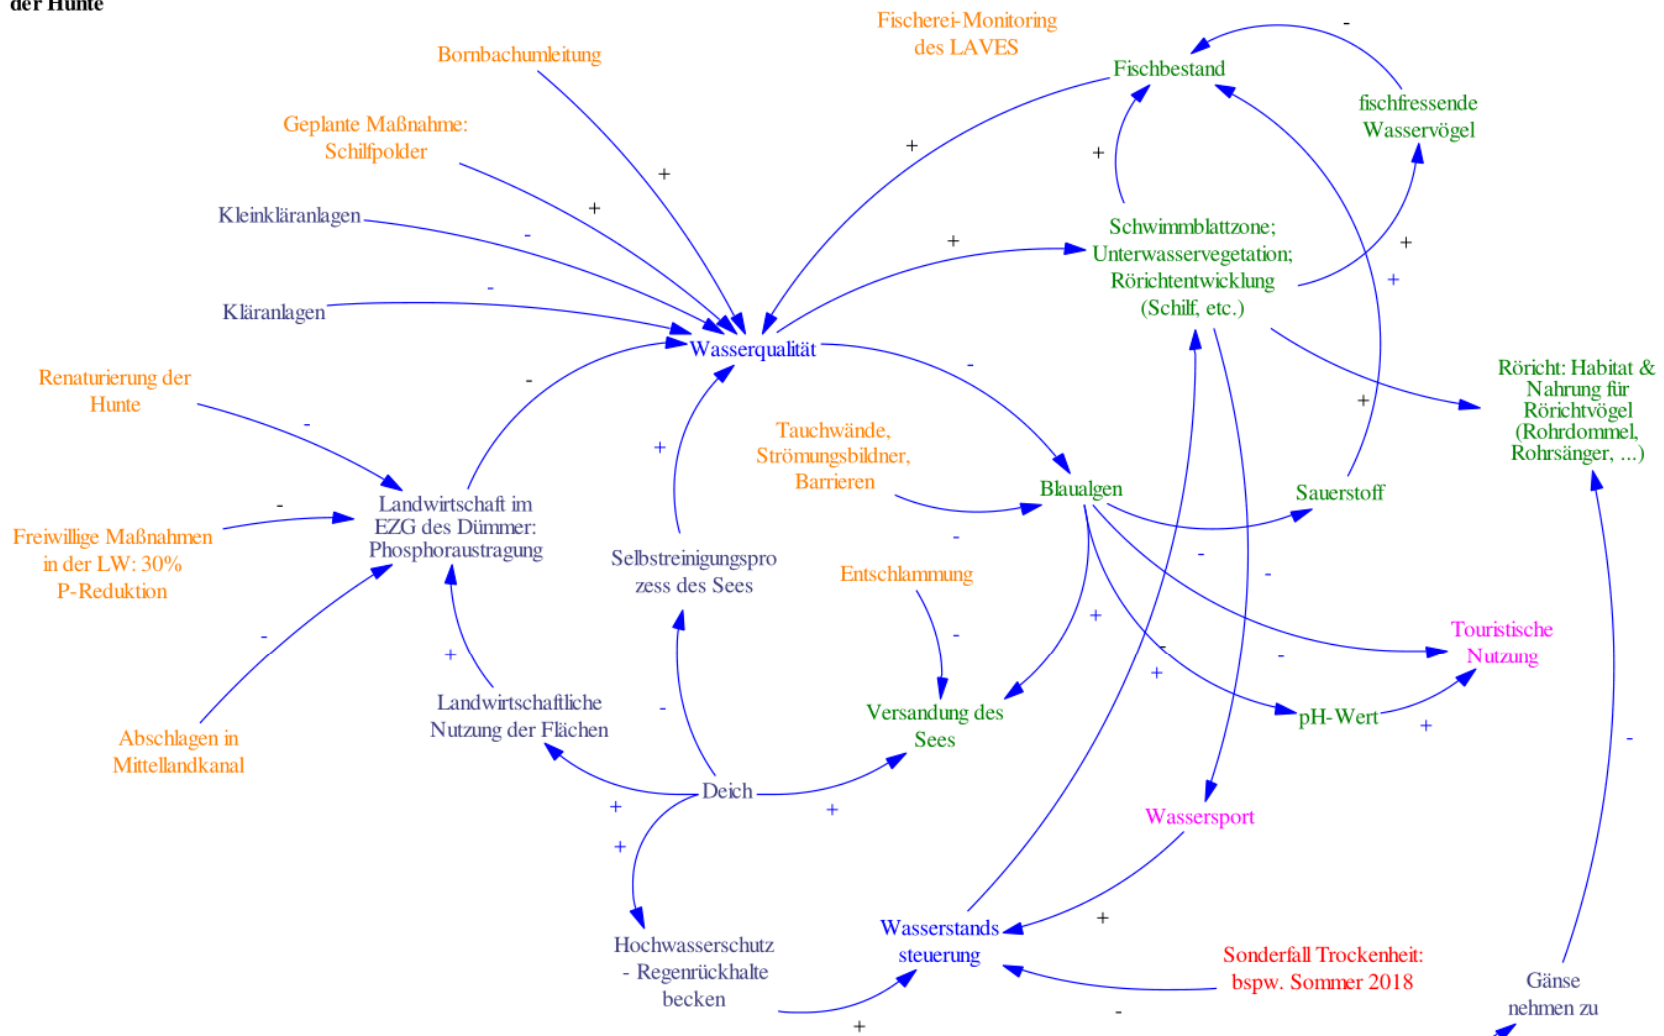 der Hunte
Fischerei-Monitoring
des LAVES
-
Bornbachumleitung
Fischbestand
fischfressende
Wasservögel
Geplante Maßnahme:
Schilfpolder
+
+
+
+
Kleinkläranlagen
-
Schwimmblattzone;
Unterwasservegetation;
Rörichtentwicklung
(Schilf, etc.)
+
+
+
-
Kläranlagen
Wasserqualität
-
-
Renaturierung der
Hunte
-
Röricht: Habitat &
Nahrung für
Rörichtvögel
(Rohrdommel,
Rohrsänger, ...)
+
+
Tauchwände,
Strömungsbildner,
Barrieren
Blaualgen
Sauerstoff
-
Landwirtschaft im
EZG des Dümmer:
Phosphoraustragung
Freiwillige Maßnahmen
in der LW: 30%
P-Reduktion
-
Selbstreinigungspro
zess des Sees
-
-
Entschlammung
+
-
-
Touristische
Nutzung
-
-
+
+
Landwirtschaftliche
Nutzung der Flächen
-
Versandung des
Sees
pH-Wert
+
-
Abschlagen in
Mittellandkanal
Deich
+
+
+
Wassersport
+
Wasserstands
steuerung
Hochwasserschutz
- Regenrückhalte
becken
Sonderfall Trockenheit:
bspw. Sommer 2018
Gänse
nehmen zu
-
+